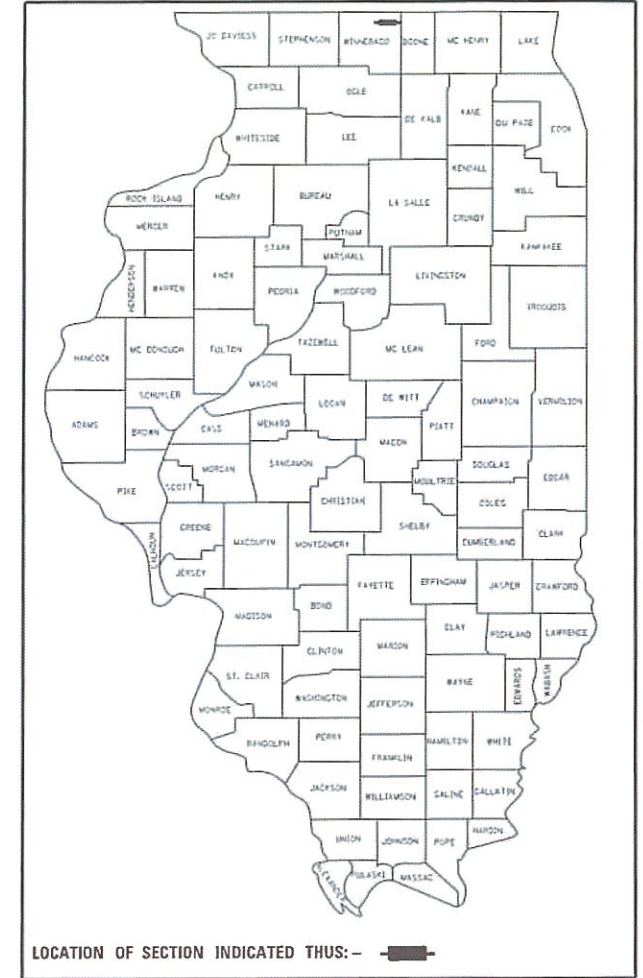 JO DAVIESS STEPHENSON WINNEBAGO BOONE MC HENRY LAKE
CARROLL OGLE
DE KALB KANE DU PAGE COOK
WHITESIDE LEE
KENDALL
ROCK ISLAND HENRY BUREAU LA SALLE WILL
GRUNDY
MERCER PUTNAM
STARK MARSHALL KANKAKEE
HENDERSON WARREN KNOX PEORIA WOODFORD LIVINGSTON
IROQUOIS
HANCOCK MC DONOUGH FULTON TAZEWELL MC LEAN FORD
MASON
SCHUYLER LOGAN DE WITT CHAMPAIGN VERMILION
ADAMS BROWN CASS MENARD PIATT
MACON
PIKE SCOTT MORGAN SANGAMON MOULTRIE DOUGLAS EDGAR
CHRISTIAN COLES
GREENE SHELBY
CALHOUN MACOUPIN MONTGOMERY CUMBERLAND CLARK
JERSEY
FAYETTE EFFINGHAM JASPER CRAWFORD
MADISON BOND
CLAY RICHLAND LAWRENCE
CLINTON MARION
ST. CLAIR WAYNE EDWARDS WABASH
WASHINGTON JEFFERSON
MONROE
RANDOLPH PERRY HAMILTON WHITE
FRANKLIN
JACKSON WILLIAMSON SALINE GALLATIN
UNION JOHNSON POPE HARDIN
ALEXANDER PULASKI MASSAC
LOCATION OF SECTION INDICATED THUS:-